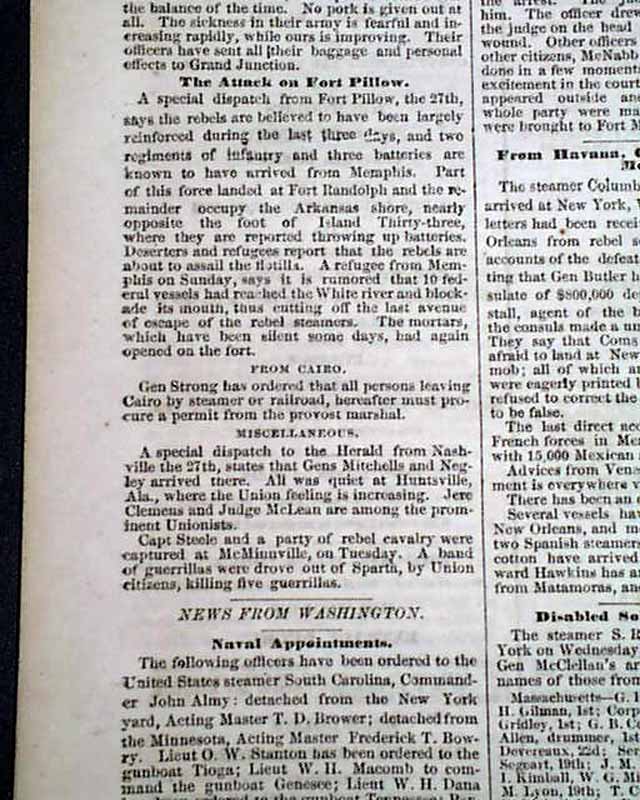 the balance of the time. No pork is given out at
all. The sickness in their army is fearful and in-
creasing rapidly, while ours is improving. Their
officers have sent all their baggage and personal
effects to Grand Junction.
The Attack on Fort Pillow.
A special dispatch from Fort Pillow, the 27th,
says the rebels are believed to have been largely
reinforced during the last three days, and two
regiments of infantry and three batteries are
known to have arrived from Memphis. Part
of this force landed at Fort Randolph and the re-
mainder occupy the Arkansas shore, nearly
opposite the foot of Island Thirty-three,
where they are reported throwing up batteries.
Deserters and refugees report that the rebels are
about to assail the flotilla. A refugee from Mem-
phis on Sunday, says it is rumored that 10 fed-
eral vessels had reached the White river and block-
ade its mouth, thus cutting off the last avenue
of escape of the rebel steamers. The mortars,
which have been silent some days, had again
opened on the fort.
FROM CAIRO.
Gen Strong has ordered that all persons leaving
Cairo by steamer or railroad, hereafter must pro-
cure a permit from the provost marshal.
MISCELLANEOUS.
A special dispatch to the Herald from Nash-
ville the 27th, states that Gens Mitchells and Neg-
ley arrived there. All was quiet at Huntsville,
Ala., where the Union feeling is increasing. Jere
Clemens and Judge McLean are among the prom-
inent Unionists.
Capt Steele and a party of rebel cavalry were
captured at McMinnville, on Tuesday. A band
of guerrillas were drove out of Sparta, by Union
citizens, killing five guerrillas.
NEWS FROM WASHINGTON.
Naval Appointments.
The following officers have been ordered to the
United States steamer South Carolina, Command-
er John Almy: detached from the New York
yard, Acting Master T. D. Brower; detached from
the Minnesota, Acting Master Frederick T. Bow-
ry. Lieut O. W. Stanton has been ordered to the
gunboat Tioga; Lieut W. H. Macomb to com-
mand the gunboat Genesee; Lieut W. H. Dana
him. The officer drew
the judge on the head
wound. Other officers
other citizens, McNabb
done in a few moments
excitement in the court
appeared outside and
whole party were ma
were brought to Fort M
From Havana,
The steamer Columb
arrived at New York,
letters had been recei
Orleans from rebel so
accounts of the defeat
ting that Gen Butler h
sulate of $800,000 de
stall, agent of the b
the consuls made a un
They say that Coms
afraid to land at New
mob; all of which ar
were eagerly printed
refused to correct the
to be false.
The last direct acc
French forces in Me
with 15,000 Mexican
Advices from Ven
ment is everywhere v
There has been an
Several vessels hav
New Orleans, and m
two Spanish steamers
cotton have arrived
ward Hawkins has a
from Matamoras, an
Disabled So
The steamer S. R
York on Wednesday
Gen McClellan's ar
names of those from
Massachusetts—G. L
H. Gilman, 1st; Corp
Gridley, 1st; G. B. C
Allen, drummer, 1st
Devereaux, 22d; Ser
Segeart, 19th; J. M.
I. Kimball, W. G. M
M. Lyon, 19th; T. C